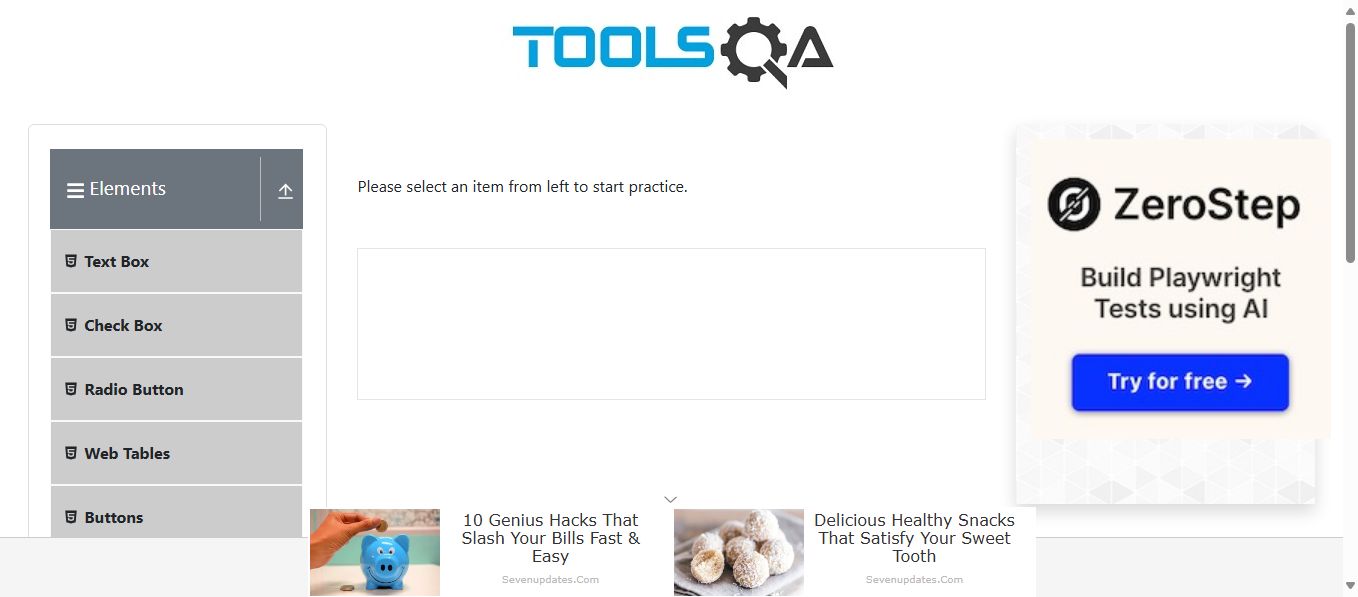 TOOLSQA
Elements
Text Box
Check Box
Radio Button
Web Tables
Buttons
Please select an item from left to start practice.
ZeroStep
Build Playwright
Tests using AI
Try for free →
10 Genius Hacks That
Slash Your Bills Fast &
Easy
Sevenupdates.Com
Delicious Healthy Snacks
That Satisfy Your Sweet
Tooth
Sevenupdates.Com